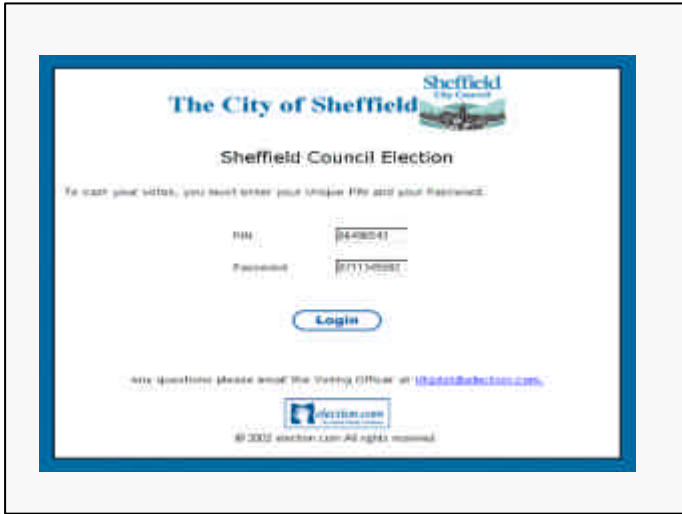 Sheffield
City Council
The City of Sheffield
Sheffield Council Election
To cast your votes, you must enter your Unique PIN and your Password.
PIN
Password
Login
Any questions please email the Voting Officer at
election.com
© 2002 election.com All rights reserved.